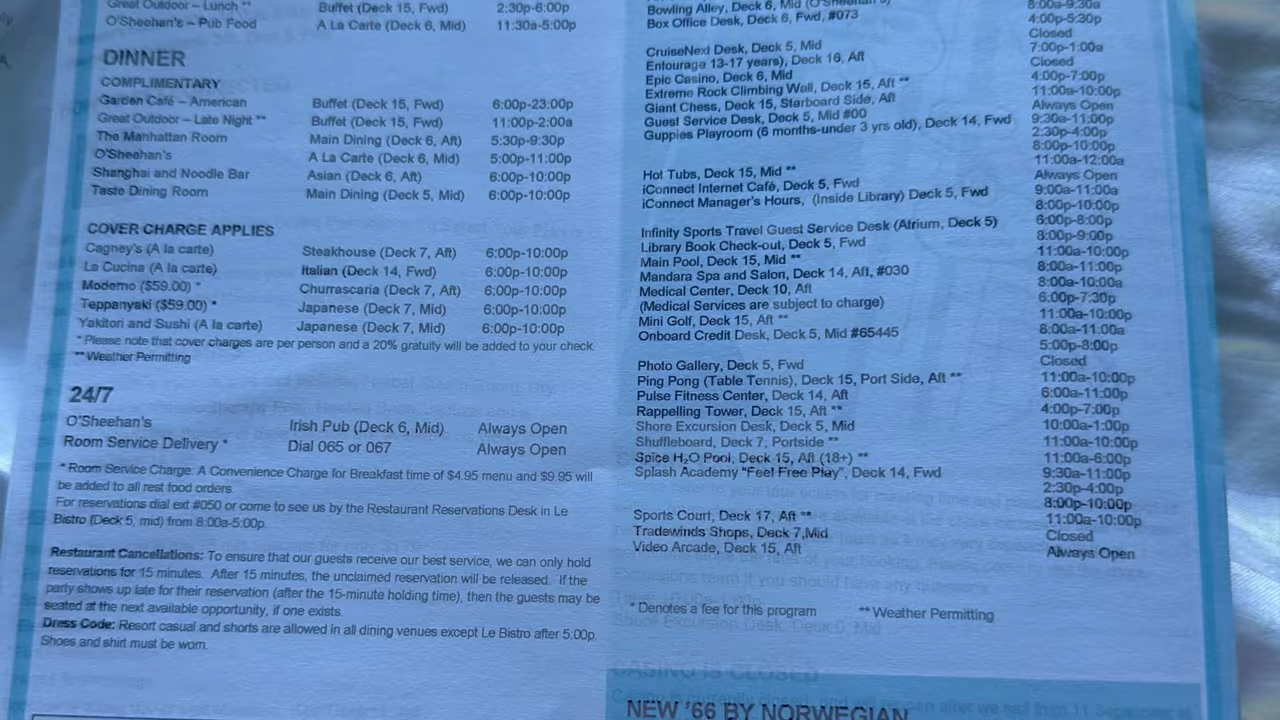 Great Outdoor – Lunch ** Buffet (Deck 15, Fwd) 2:30p-6:00p
O'Sheehan's – Pub Food A La Carte (Deck 6, Mid) 11:30a-5:00p
DINNER
COMPLIMENTARY
Garden Café – American Buffet (Deck 15, Fwd) 6:00p-23:00p
Great Outdoor – Late Night ** Buffet (Deck 15, Fwd) 11:00p-2:00a
The Manhattan Room Main Dining (Deck 6, Aft) 5:30p-9:30p
O'Sheehan's A La Carte (Deck 6, Mid) 5:00p-11:00p
Shanghai and Noodle Bar Asian (Deck 6, Aft) 6:00p-10:00p
Taste Dining Room Main Dining (Deck 5, Mid) 6:00p-10:00p
COVER CHARGE APPLIES
Cagney's (A la carte) Steakhouse (Deck 7, Aft) 6:00p-10:00p
La Cucina (A la carte) Italian (Deck 14, Fwd) 6:00p-10:00p
Moderno ($59.00) * Churrascaria (Deck 7, Aft) 6:00p-10:00p
Teppanyaki ($59.00) * Japanese (Deck 7, Mid) 6:00p-10:00p
Yakitori and Sushi (A la carte) Japanese (Deck 7, Mid) 6:00p-10:00p
* Please note that cover charges are per person and a 20% gratuity will be added to your check.
** Weather Permitting
24/7
O'Sheehan's Irish Pub (Deck 6, Mid) Always Open
Room Service Delivery * Dial 065 or 067 Always Open
* Room Service Charge: A Convenience Charge for Breakfast time of $4.95 menu and $9.95 will
be added to all rest food orders.
For reservations dial ext #050 or come to see us by the Restaurant Reservations Desk in Le
Bistro (Deck 5, mid) from 8:00a-5:00p.
Restaurant Cancellations: To ensure that our guests receive our best service, we can only hold
reservations for 15 minutes. After 15 minutes, the unclaimed reservation will be released. If the
party shows up late for their reservation (after the 15-minute holding time), then the guests may be
seated at the next available opportunity, if one exists.
Dress Code: Resort casual and shorts are allowed in all dining venues except Le Bistro after 5:00p.
Shoes and shirt must be worn.
Bowling Alley, Deck 6, Mid (O'Sheehan's)
Box Office Desk, Deck 6, Fwd, #073
CruiseNext Desk, Deck 5, Mid
Entourage 13-17 years), Deck 16, Aft
Epic Casino, Deck 6, Mid
Extreme Rock Climbing Wall, Deck 15, Aft **
Giant Chess, Deck 15, Starboard Side, Aft
Guest Service Desk, Deck 5, Mid #00
Guppies Playroom (6 months-under 3 yrs old), Deck 14, Fwd
Hot Tubs, Deck 15, Mid **
iConnect Internet Café, Deck 5, Fwd
iConnect Manager's Hours, (Inside Library) Deck 5, Fwd
Infinity Sports Travel Guest Service Desk (Atrium, Deck 5)
Library Book Check-out, Deck 5, Fwd
Main Pool, Deck 15, Mid **
Mandara Spa and Salon, Deck 14, Aft, #030
Medical Center, Deck 10, Aft
(Medical Services are subject to charge)
Mini Golf, Deck 15, Aft **
Onboard Credit Desk, Deck 5, Mid #65445
Photo Gallery, Deck 5, Fwd
Ping Pong (Table Tennis), Deck 15, Port Side, Aft **
Pulse Fitness Center, Deck 14, Aft
Rappelling Tower, Deck 15, Aft **
Shore Excursion Desk, Deck 5, Mid
Shuffleboard, Deck 7, Portside **
Spice H2O Pool, Deck 15, Aft (18+) **
Splash Academy "Feel Free Play", Deck 14, Fwd
Sports Court, Deck 17, Aft **
Tradewinds Shops, Deck 7,Mid
Video Arcade, Deck 15, Aft
8:00a-9:30a
4:00p-5:30p
Closed
7:00p-1:00a
Closed
4:00p-7:00p
11:00a-10:00p
Always Open
9:30a-11:00p
2:30p-4:00p
8:00p-10:00p
11:00a-12:00a
Always Open
9:00a-11:00a
8:00p-10:00p
6:00p-8:00p
8:00p-9:00p
11:00a-10:00p
8:00a-11:00p
8:00a-10:00a
6:00p-7:30p
11:00a-10:00p
8:00a-11:00a
5:00p-8:00p
Closed
11:00a-10:00p
6:00a-11:00p
4:00p-7:00p
10:00a-1:00p
11:00a-10:00p
11:00a-6:00p
9:30a-11:00p
2:30p-4:00p
8:00p-10:00p
11:00a-10:00p
Closed
Always Open
* Denotes a fee for this program ** Weather Permitting
CASINO IS CLOSED
NEW '66 BY NORWEGIAN